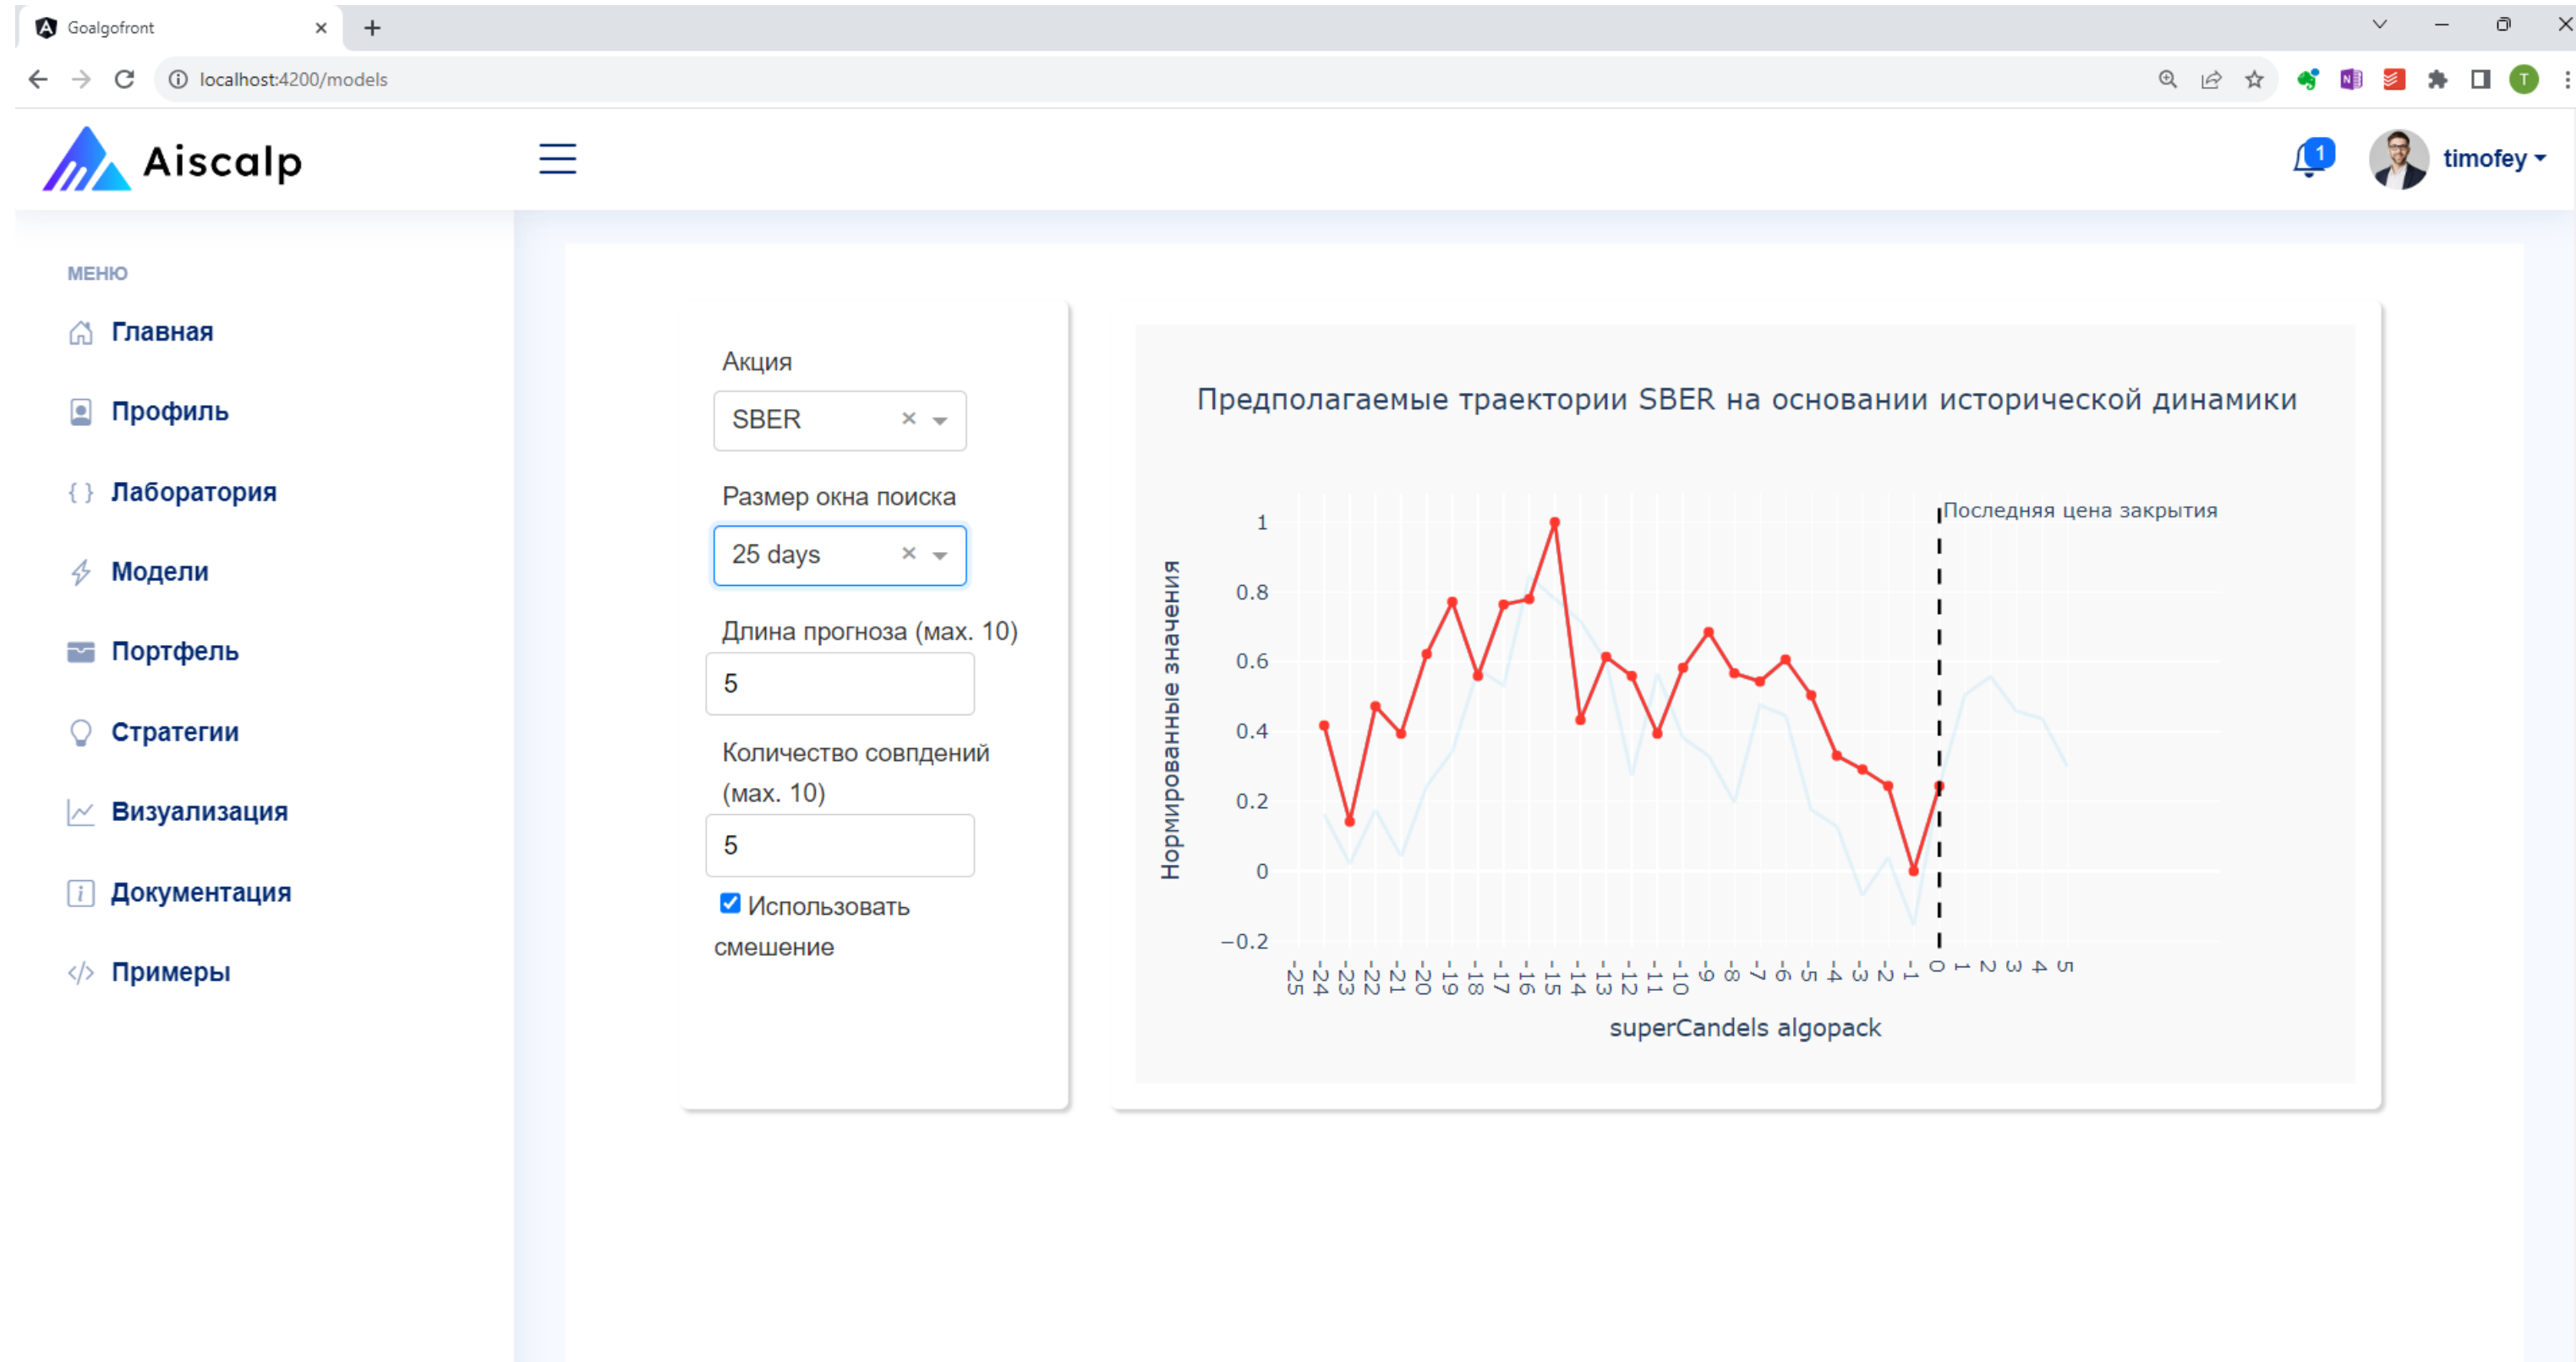 Goalgofront
localhost:4200/models
T
Aiscalp
1
timofey
МЕНЮ
Главная
Профиль
Лаборатория
Модели
Портфель
Стратегии
Визуализация
Документация
Примеры
Акция
SBER
Размер окна поиска
25 days
Длина прогноза (мах. 10)
5
Количество совпдений
(мах. 10)
5
Использовать
смешение
Предполагаемые траектории SBER на основании исторической динамики
Последняя цена закрытия
Нормированные значения
1
0.8
0.6
0.4
0.2
0
−0.2
-25 -24 -23 -22 -21 -20 -19 -18 -17 -16 -15 -14 -13 -12 -11 -10 -9 -8 -7 -6 -5 -4 -3 -2 -1 0 1 2 3 4 5
superCandels algopack